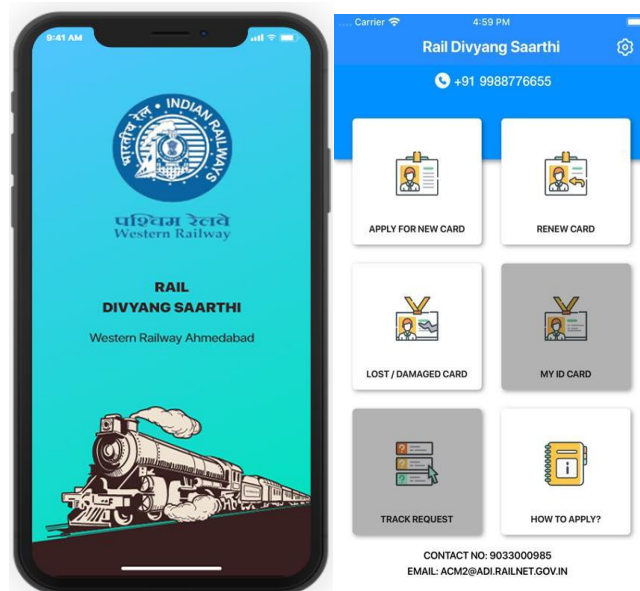 9:41 AM
भारतीय रेल • INDIAN RAILWAYS
पश्चिम रेलवे
Western Railway
RAIL
DIVYANG SAARTHI
Western Railway Ahmedabad
Carrier 4:59 PM
Rail Divyang Saarthi
+91 9988776655
APPLY FOR NEW CARD
RENEW CARD
LOST / DAMAGED CARD
MY ID CARD
TRACK REQUEST
HOW TO APPLY?
CONTACT NO: 9033000985
EMAIL: ACM2@ADI.RAILNET.GOV.IN